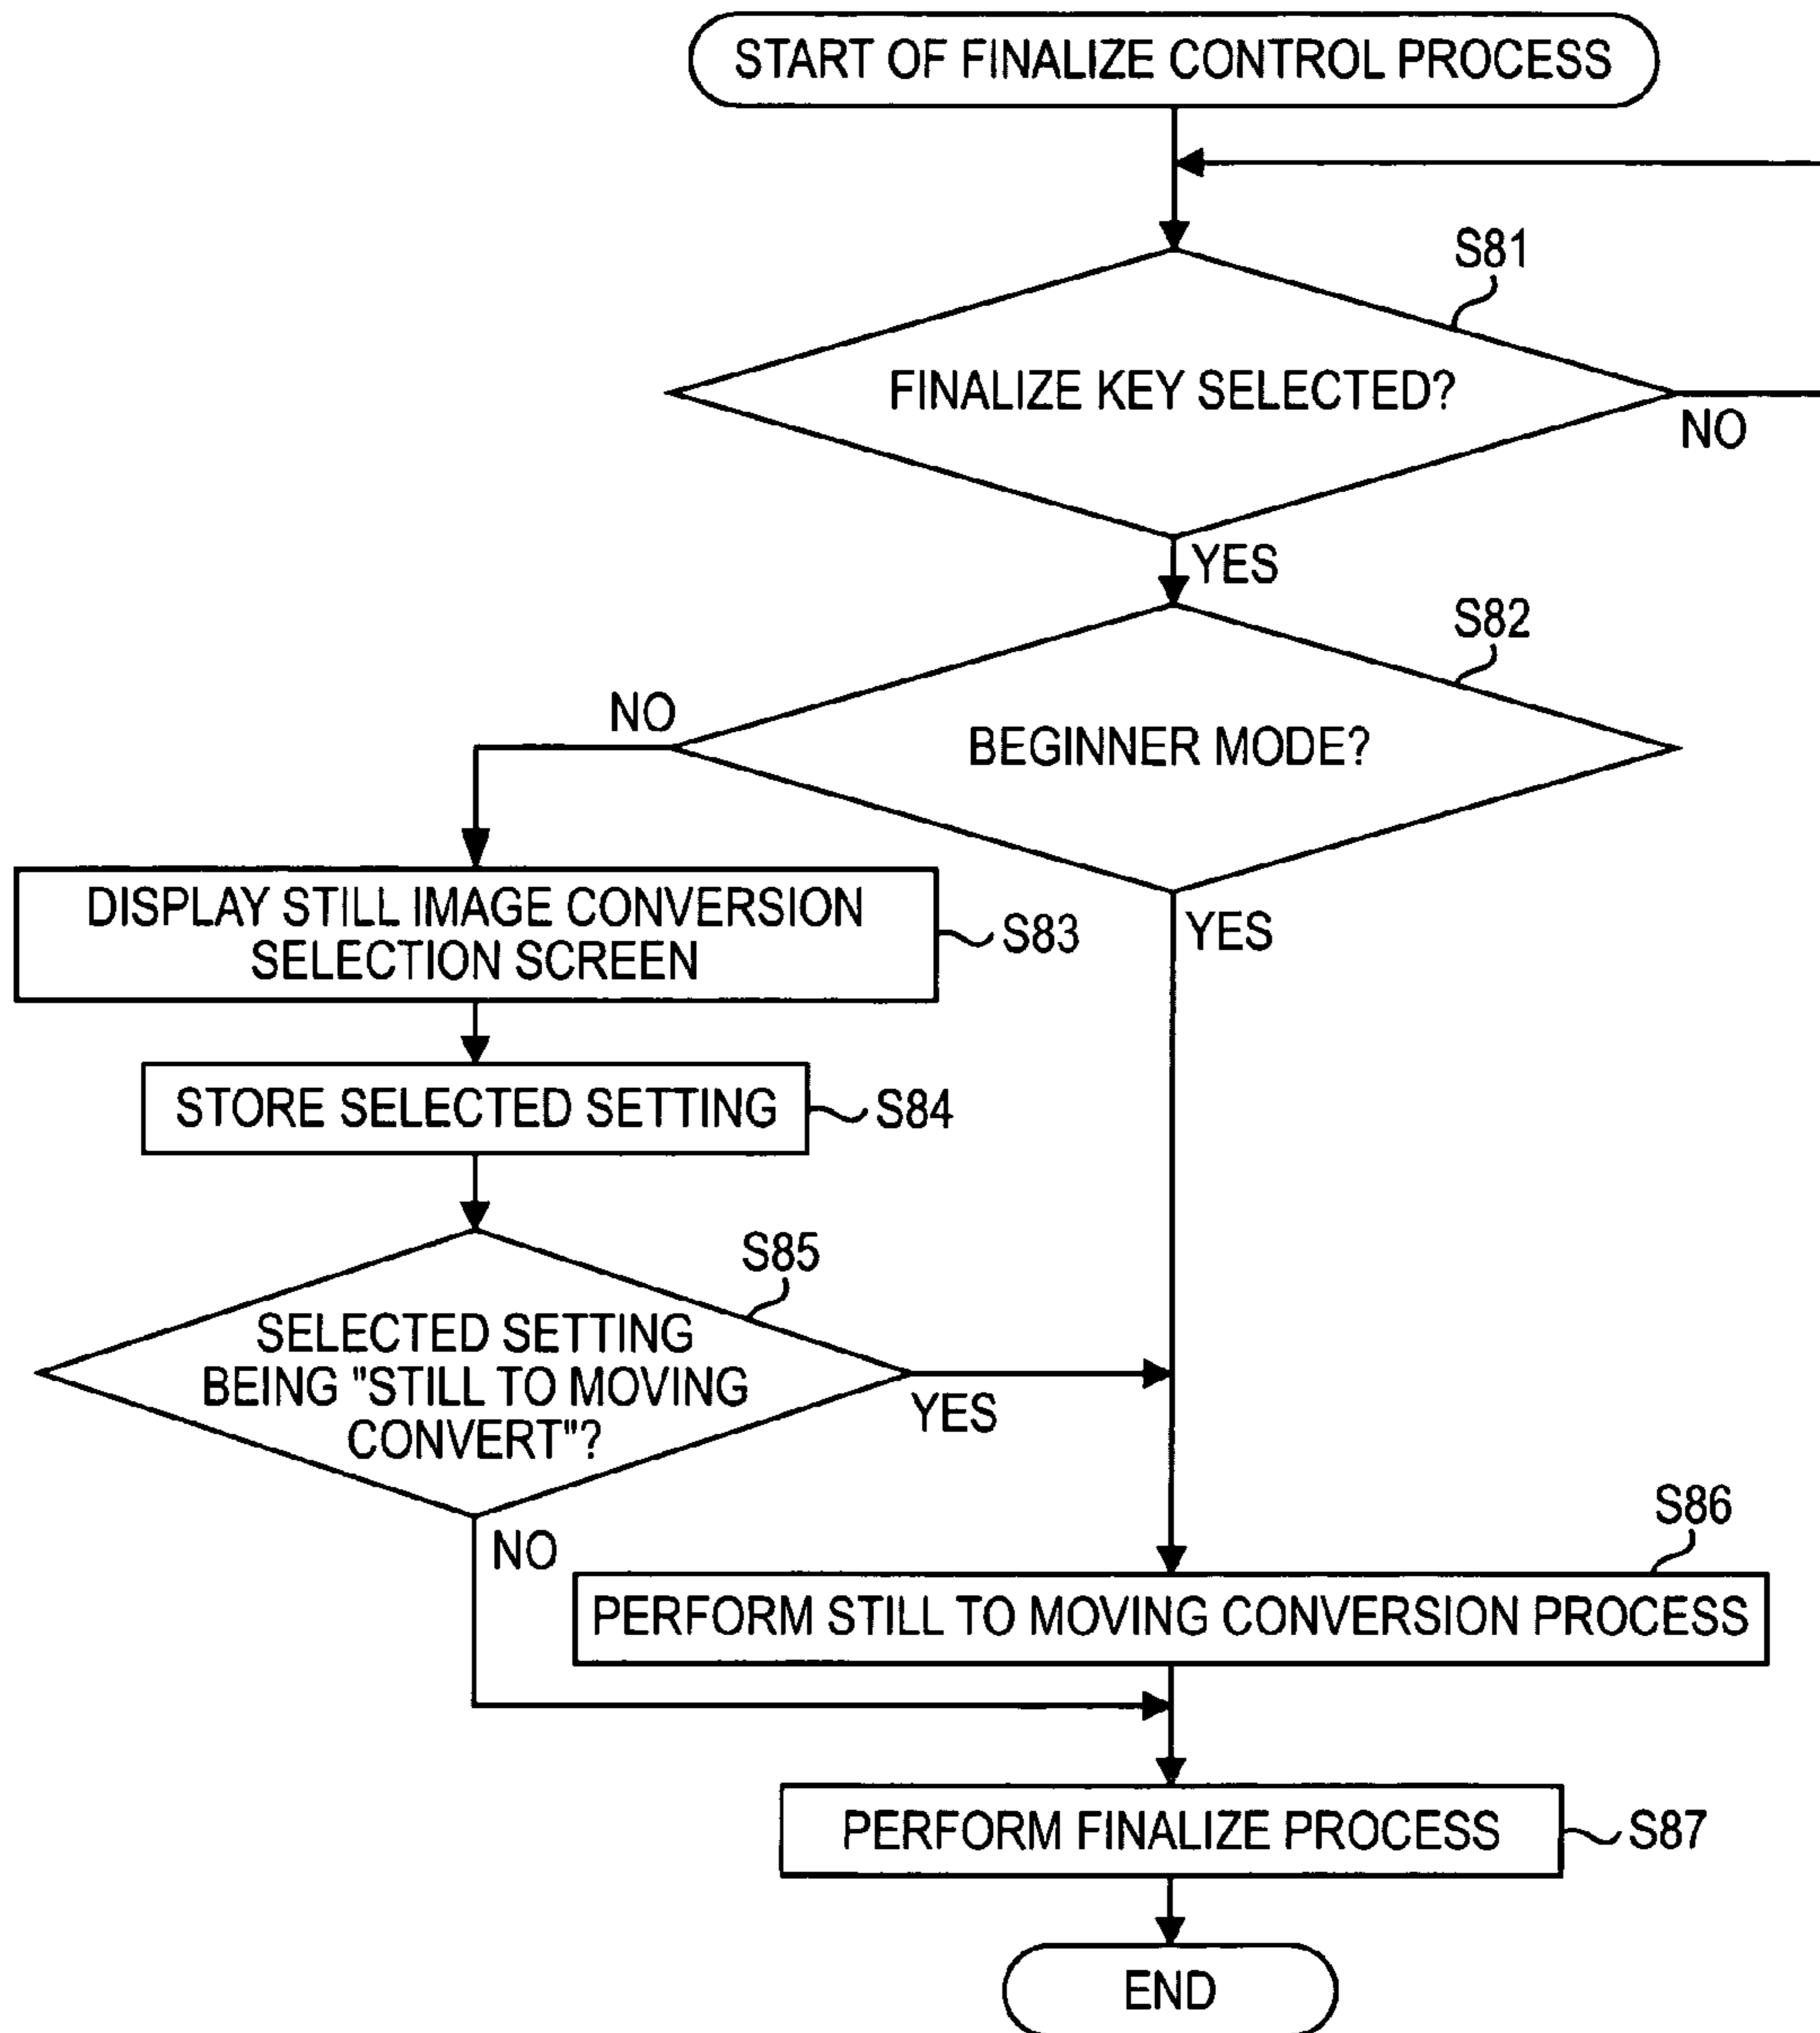 START OF FINALIZE CONTROL PROCESS
S81
FINALIZE KEY SELECTED?
NO
YES
S82
NO
BEGINNER MODE?
DISPLAY STILL IMAGE CONVERSION
SELECTION SCREEN
S83
YES
STORE SELECTED SETTING
S84
S85
SELECTED SETTING
BEING "STILL TO MOVING
CONVERT"?
YES
NO
S86
PERFORM STILL TO MOVING CONVERSION PROCESS
PERFORM FINALIZE PROCESS
S87
END